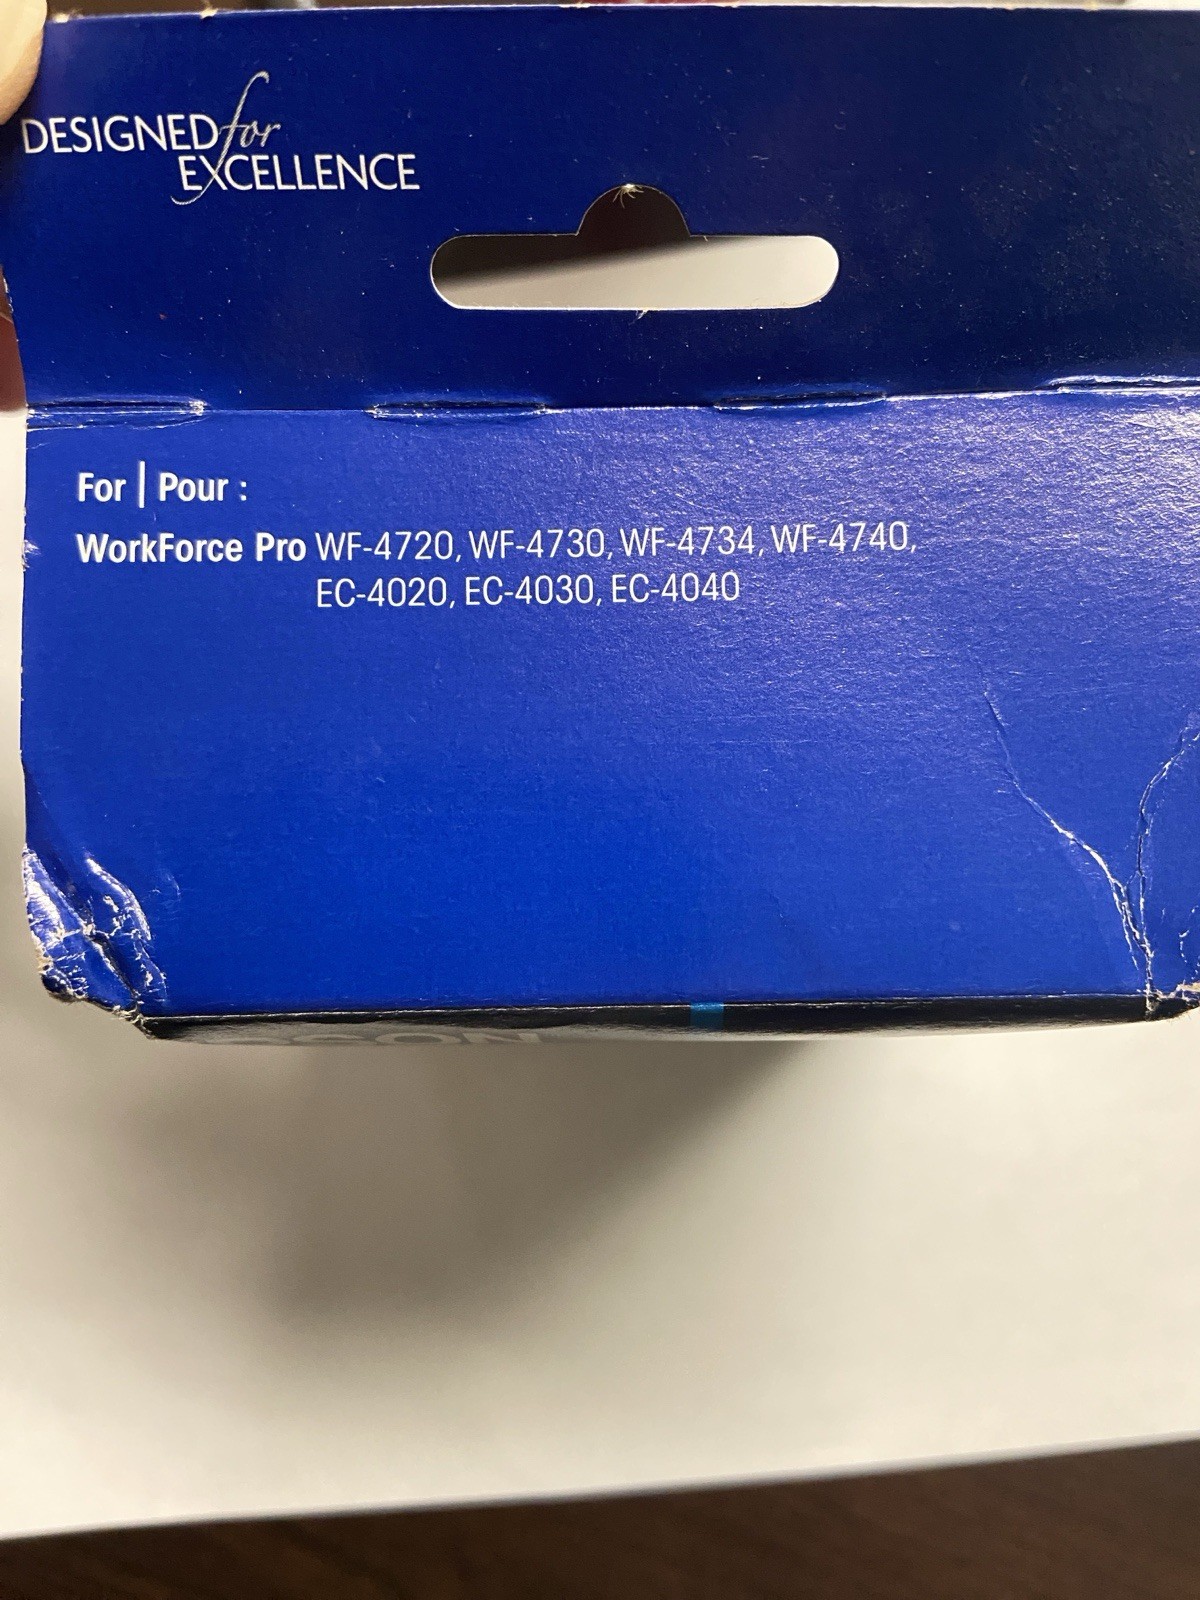 DESIGNED for
EXCELLENCE
For | Pour :
WorkForce Pro WF-4720, WF-4730, WF-4734, WF-4740,
EC-4020, EC-4030, EC-4040